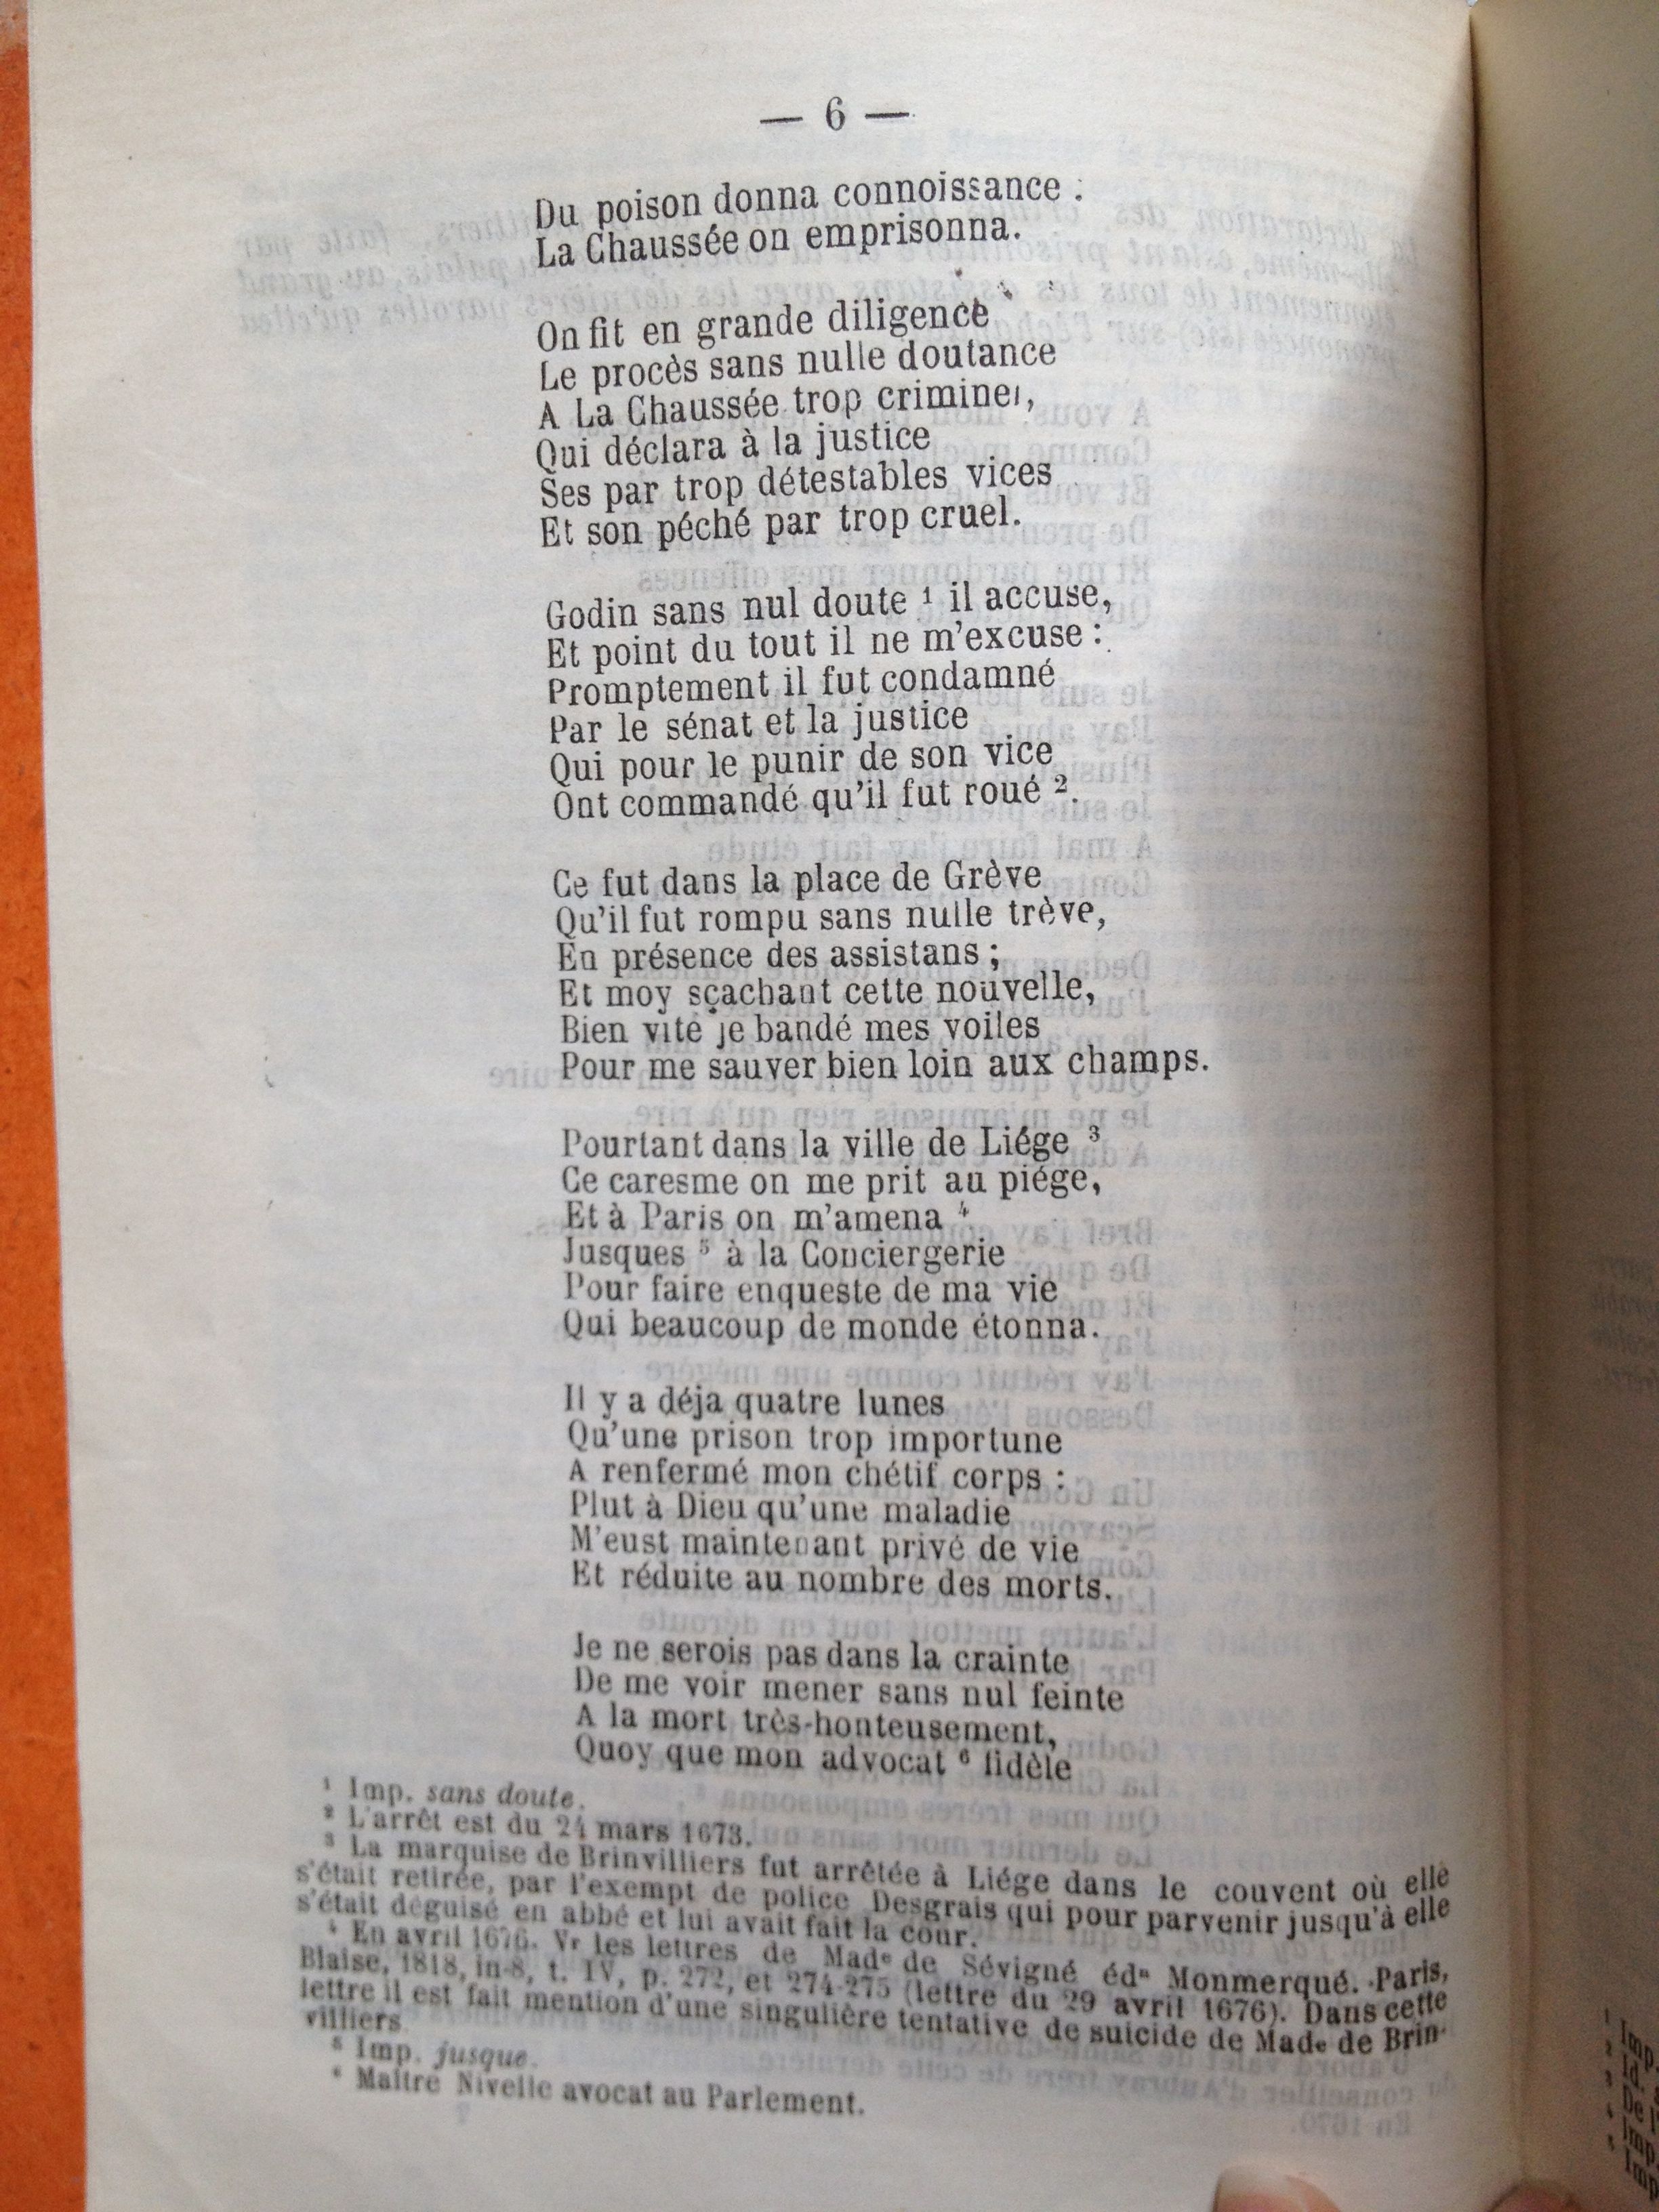 — 6 —
Du poison donna connoissance :
La Chaussée on emprisonna.
On fit en grande diligence
Le procès sans nulle doutance
A La Chaussée trop criminel,
Qui déclara à la justice
Ses par trop détestables vices
Et son péché par trop cruel.
Godin sans nul doute ¹ il accuse,
Et point du tout il ne m'excuse :
Promptement il fut condamné
Par le sénat et la justice
Qui pour le punir de son vice
Ont commandé qu'il fut roué ².
Ce fut dans la place de Grève
Qu'il fut rompu sans nulle trève,
En présence des assistans ;
Et moy sçachant cette nouvelle,
Bien vite je bandé mes voiles
Pour me sauver bien loin aux champs.
Pourtant dans la ville de Liége ³
Ce caresme on me prit au piége,
Et à Paris on m'amena ⁴
Jusques ⁵ à la Conciergerie
Pour faire enqueste de ma vie
Qui beaucoup de monde étonna.
Il y a déja quatre lunes
Qu'une prison trop importune
A renfermé mon chétif corps :
Plut à Dieu qu'une maladie
M'eust maintenant privé de vie
Et réduite au nombre des morts.
Je ne serois pas dans la crainte
De me voir mener sans nul feinte
A la mort très-honteusement,
Quoy que mon advocat ⁶ fidèle
¹ Imp. sans doute.
² L'arrêt est du 24 mars 1673.
³ La marquise de Brinvilliers fut arrêtée à Liége dans le couvent où elle
s'était retirée, par l'exempt de police Desgrais qui pour parvenir jusqu'à elle
s'était déguisé en abbé et lui avait fait la cour.
⁴ En avril 1676. Vr les lettres de Made de Sévigné édn Monmerqué. Paris,
Blaise, 1818, in-8, t. IV, p. 272, et 274-275 (lettre du 29 avril 1676). Dans cette
lettre il est fait mention d'une singulière tentative de suicide de Made de Brin-
villiers
⁵ Imp. jusque.
⁶ Maître Nivelle avocat au Parlement.